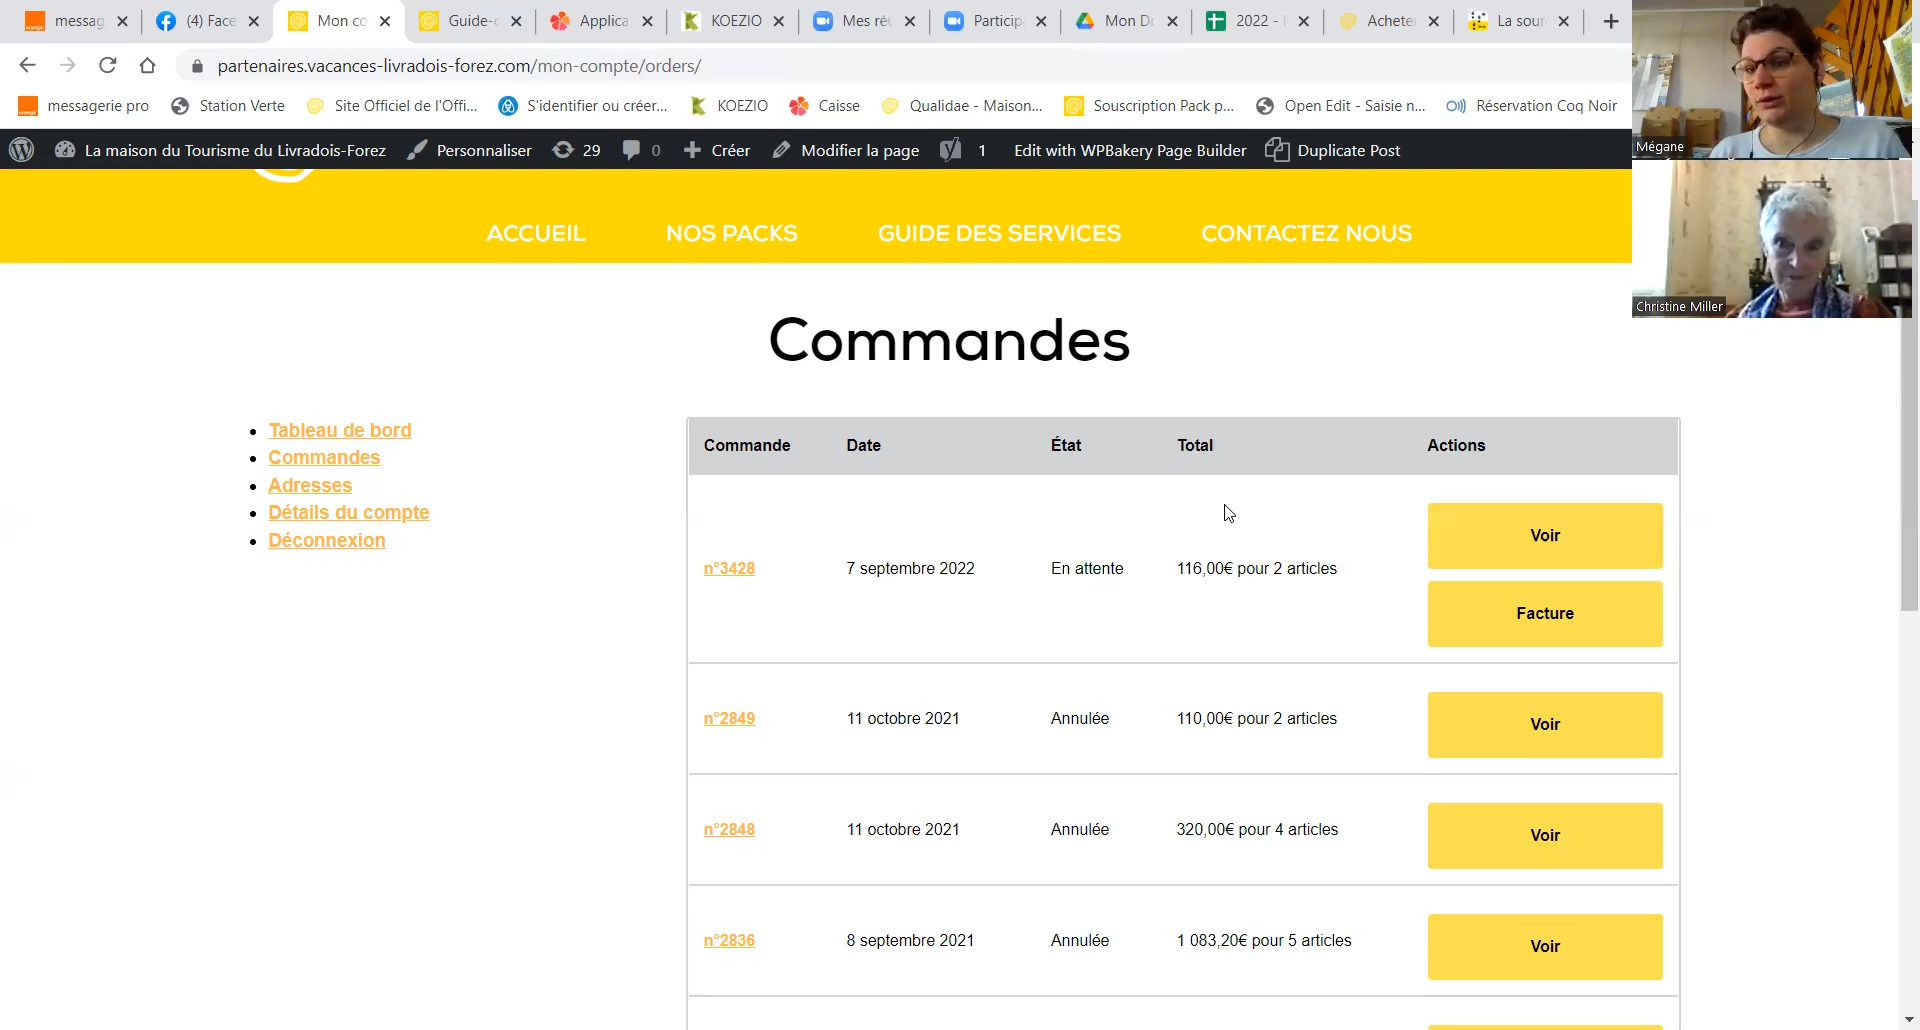 messag
(4) Face
Mon co
Guide-c
Applica
KOEZIO
Mes ré
Particip
Mon D
2022 -
Achete
La sour
partenaires.vacances-livradois-forez.com/mon-compte/orders/
messagerie pro
Station Verte
Site Officiel de l'Offi...
S'identifier ou créer...
KOEZIO
Caisse
Qualidae - Maison...
Souscription Pack p...
Open Edit - Saisie n...
Réservation Coq Noir
La maison du Tourisme du Livradois-Forez
Personnaliser
29
0
Créer
Modifier la page
1
Edit with WPBakery Page Builder
Duplicate Post
Mégane
Christine Miller
ACCUEIL
NOS PACKS
GUIDE DES SERVICES
CONTACTEZ NOUS
Commandes
Tableau de bord
Commandes
Adresses
Détails du compte
Déconnexion
Commande Date État Total Actions
n°3428 7 septembre 2022 En attente 116,00€ pour 2 articles
Voir
Facture
n°2849 11 octobre 2021 Annulée 110,00€ pour 2 articles Voir
n°2848 11 octobre 2021 Annulée 320,00€ pour 4 articles Voir
n°2836 8 septembre 2021 Annulée 1 083,20€ pour 5 articles Voir